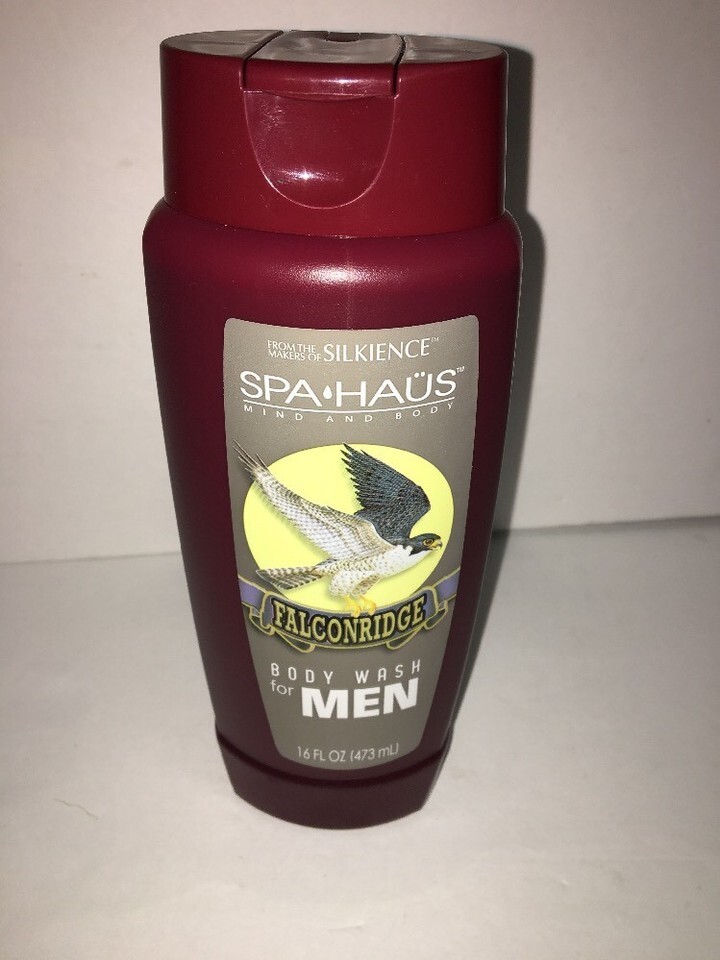 FROM THE
MAKERS OF SILKIENCE™
SPA•HAÜS™
MIND AND BODY
FALCONRIDGE
BODY WASH
for MEN
16 FL OZ (473 mL)